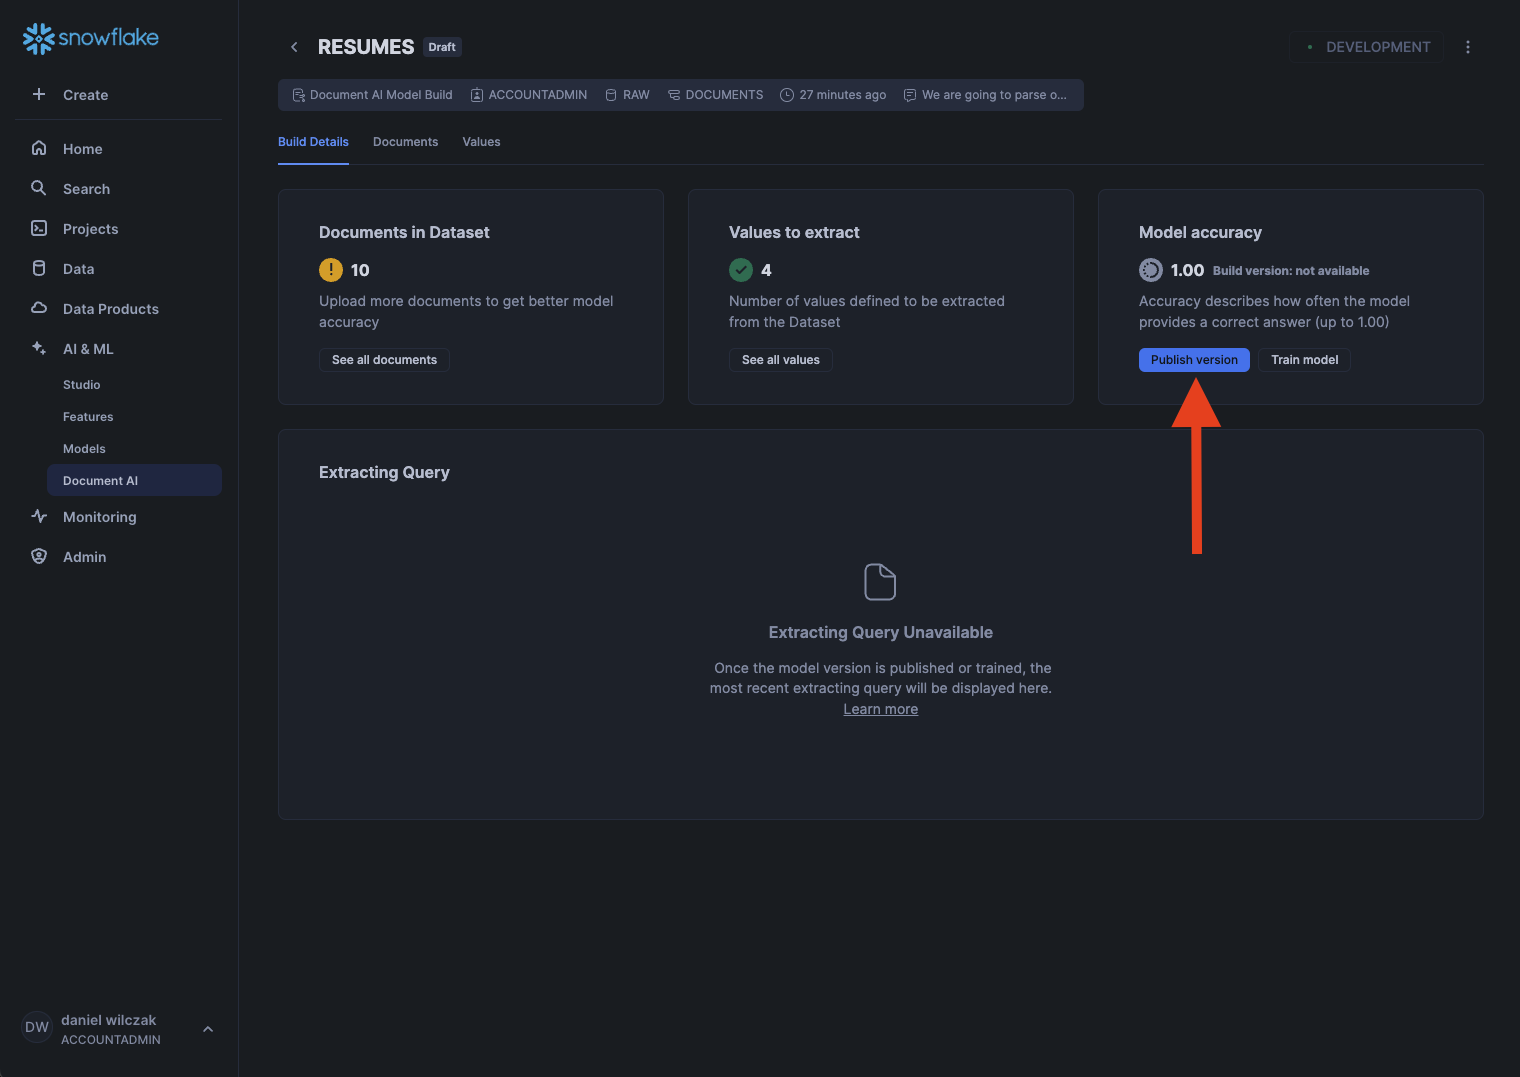 snowflake
Create
Home
Search
Projects
Data
Data Products
AI & ML
Studio
Features
Models
Document AI
Monitoring
Admin
DW
daniel wilczak
ACCOUNTADMIN
RESUMES Draft
DEVELOPMENT
Document AI Model Build ACCOUNTADMIN RAW DOCUMENTS 27 minutes ago We are going to parse o...
Build Details Documents Values
Documents in Dataset
! 10
Upload more documents to get better model
accuracy
See all documents
Values to extract
4
Number of values defined to be extracted
from the Dataset
See all values
Model accuracy
1.00 Build version: not available
Accuracy describes how often the model
provides a correct answer (up to 1.00)
Publish version Train model
Extracting Query
Extracting Query Unavailable
Once the model version is published or trained, the
most recent extracting query will be displayed here.
Learn more